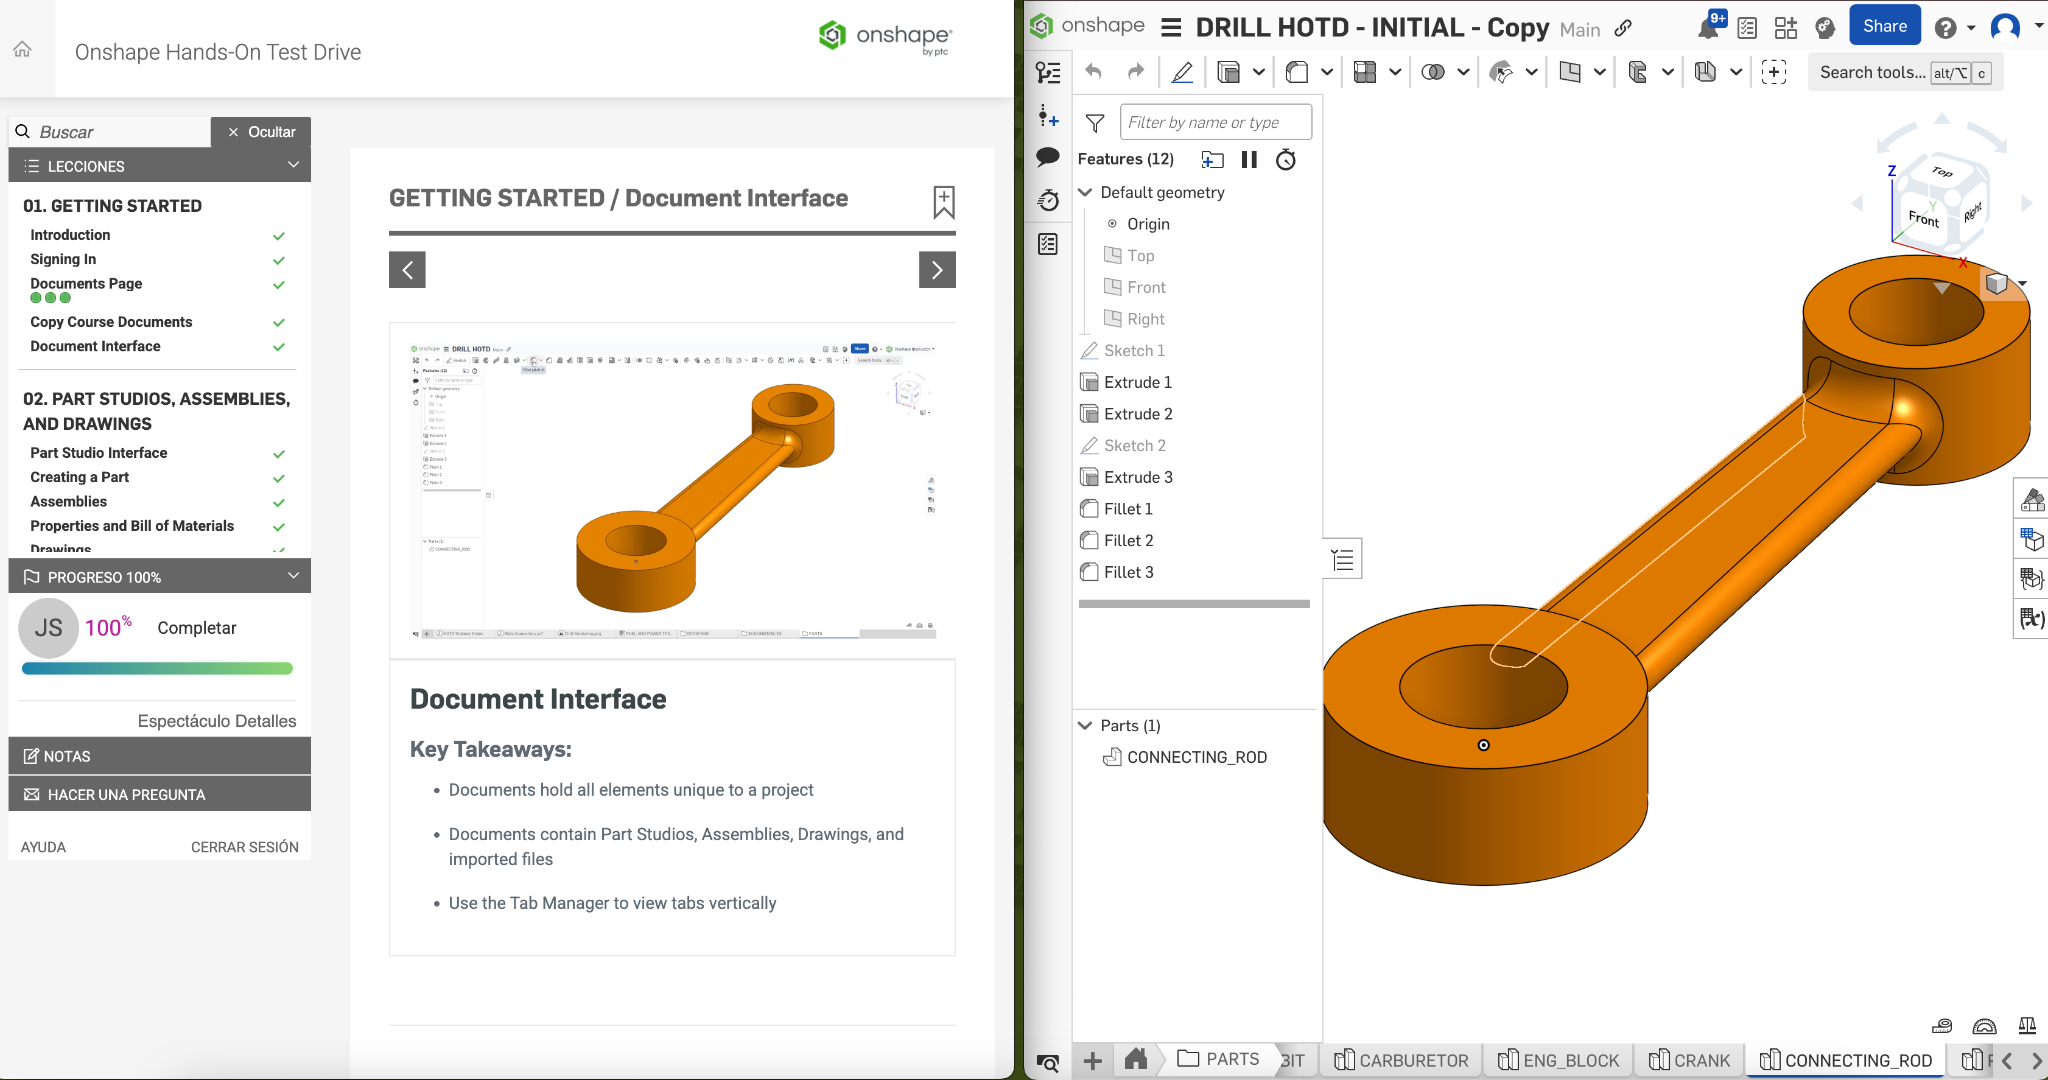 Onshape Hands-On Test Drive
onshape
by ptc
Buscar
× Ocultar
LECCIONES
01. GETTING STARTED
Introduction
Signing In
Documents Page
Copy Course Documents
Document Interface
02. PART STUDIOS, ASSEMBLIES,
AND DRAWINGS
Part Studio Interface
Creating a Part
Assemblies
Properties and Bill of Materials
Drawings
PROGRESO 100%
JS 100% Completar
Espectáculo Detalles
NOTAS
HACER UNA PREGUNTA
AYUDA CERRAR SESIÓN
GETTING STARTED / Document Interface
onshape DRILL HOTD Main
CONNECTING_ROD
Document Interface
Key Takeaways:
• Documents hold all elements unique to a project
• Documents contain Part Studios, Assemblies, Drawings, and
imported files
• Use the Tab Manager to view tabs vertically
onshape DRILL HOTD - INITIAL - Copy Main 9+ Share
Search tools... alt/⌥ c
Filter by name or type
Features (12)
Default geometry
Origin
Top
Front
Right
Sketch 1
Extrude 1
Extrude 2
Sketch 2
Extrude 3
Fillet 1
Fillet 2
Fillet 3
Parts (1)
CONNECTING_ROD
Z
Top
Y
Front
Right
X
PARTS BIT CARBURETOR ENG_BLOCK CRANK CONNECTING_ROD